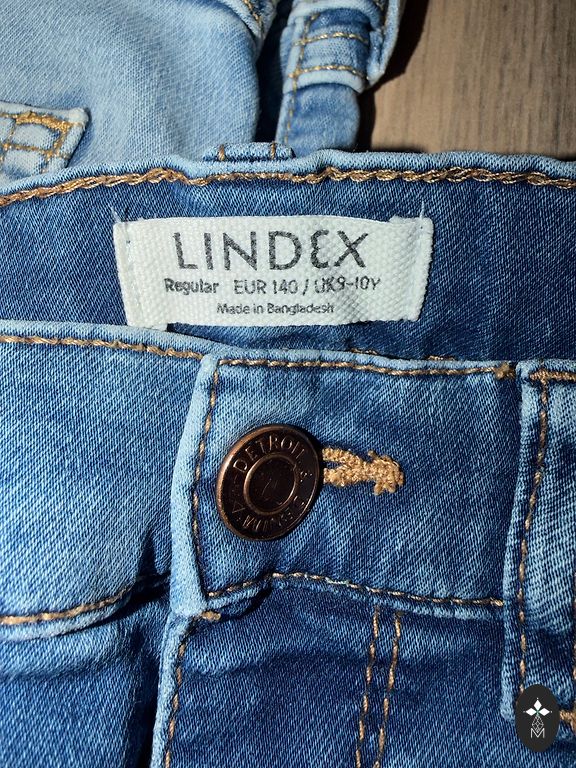 LINDEX
Regular EUR 140 / UK9-10Y
Made in Bangladesh
DETROIT
M